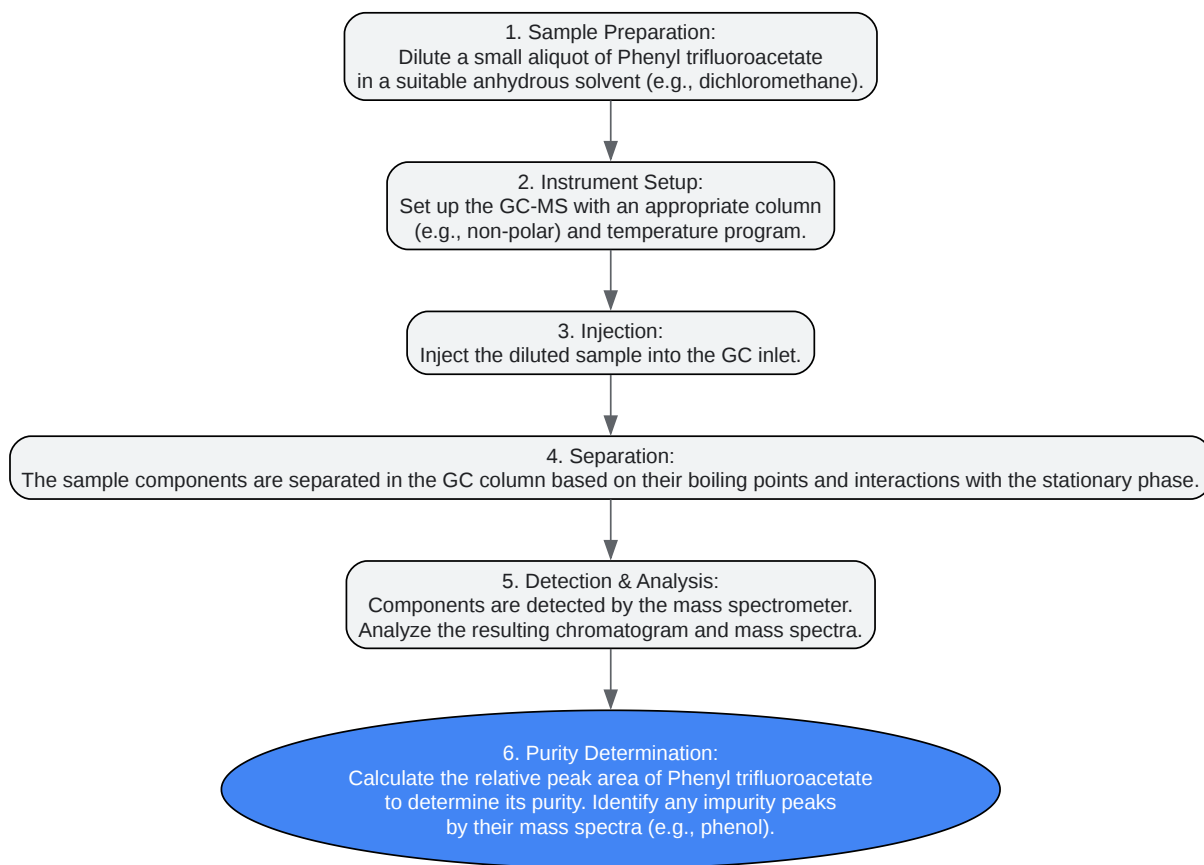 1. Sample Preparation:
Dilute a small aliquot of Phenyl trifluoroacetate
in a suitable anhydrous solvent (e.g., dichloromethane).
2. Instrument Setup:
Set up the GC-MS with an appropriate column
(e.g., non-polar) and temperature program.
3. Injection:
Inject the diluted sample into the GC inlet.
4. Separation:
The sample components are separated in the GC column based on their boiling points and interactions with the stationary phase.
5. Detection & Analysis:
Components are detected by the mass spectrometer.
Analyze the resulting chromatogram and mass spectra.
6. Purity Determination:
Calculate the relative peak area of Phenyl trifluoroacetate
to determine its purity. Identify any impurity peaks
by their mass spectra (e.g., phenol).